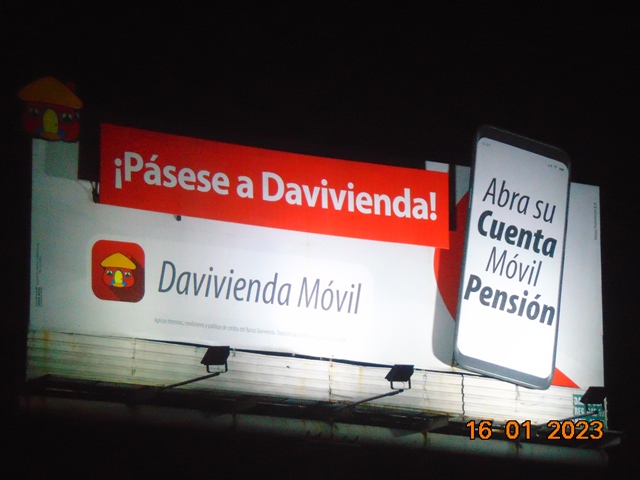 ¡Pásese a Davivienda!
Davivienda Móvil
Abra su
Cuenta
Móvil
Pensión
16 01 2023